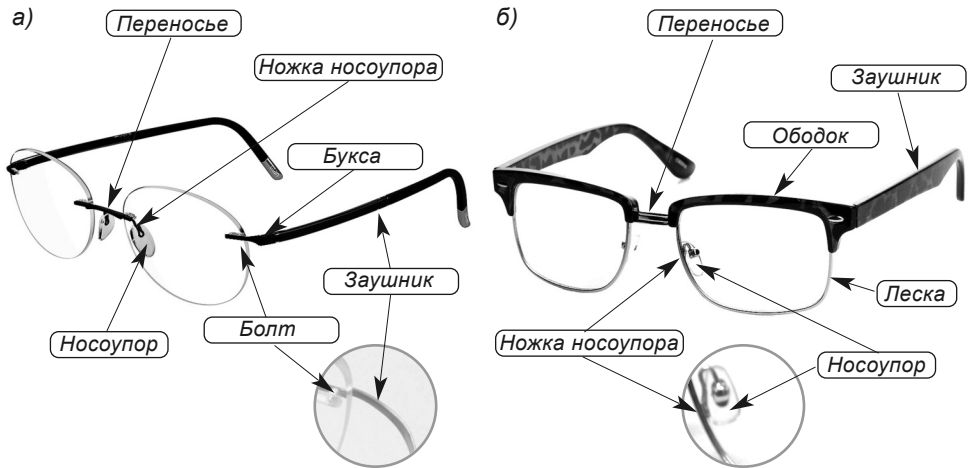 а)
Переносье
Ножка носоупора
Букса
Заушник
Носоупор
Болт
б)
Переносье
Заушник
Ободок
Леска
Ножка носоупора
Носоупор